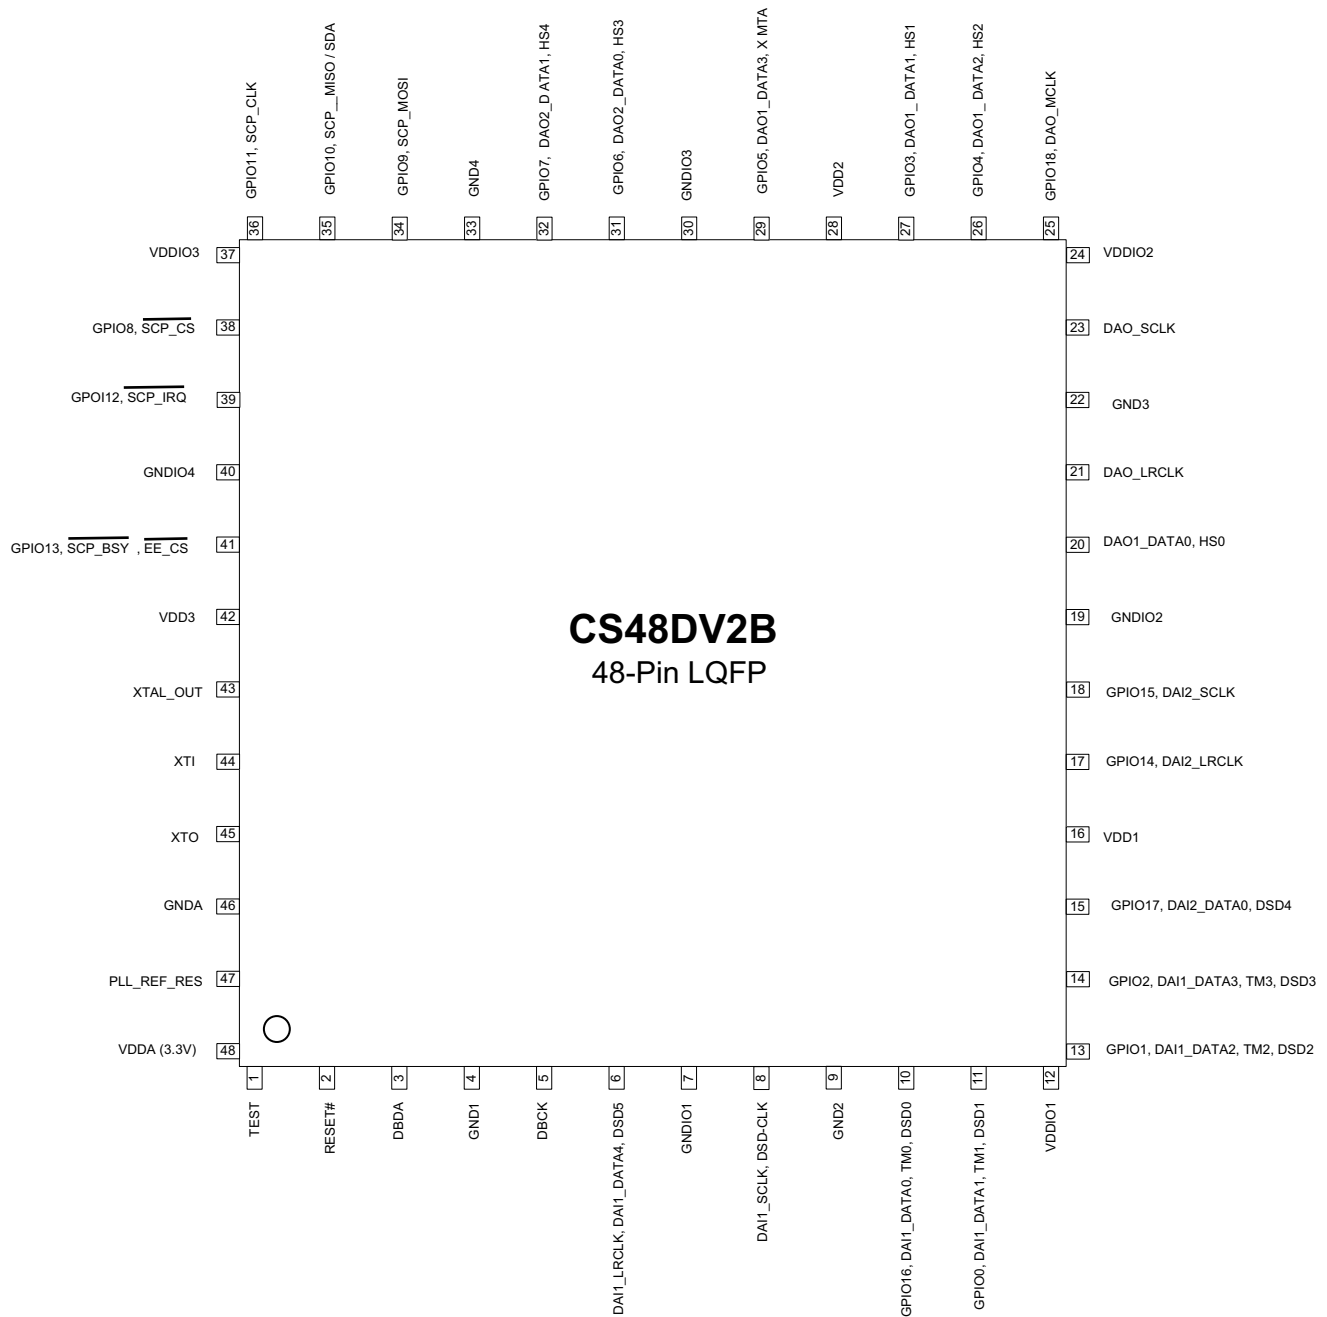 GPIO11, SCP_CLK
GPIO10, SCP__MISO / SDA
GPIO9, SCP_MOSI
GND4
GPIO7, DAO2_D ATA1, HS4
GPIO6, DAO2_DATA0, HS3
GNDIO3
GPIO5, DAO1_DATA3, X MTA
VDD2
GPIO3, DAO1_ DATA1, HS1
GPIO4, DAO1_ DATA2, HS2
GPIO18, DAO_MCLK
36
35
34
33
32
31
30
29
28
27
26
25
VDDIO3 37
GPIO8, SCP_CS 38
GPOI12, SCP_IRQ 39
GNDIO4 40
GPIO13, SCP_BSY , EE_CS 41
VDD3 42
XTAL_OUT 43
XTI 44
XTO 45
GNDA 46
PLL_REF_RES 47
VDDA (3.3V) 48
CS48DV2B
48-Pin LQFP
24 VDDIO2
23 DAO_SCLK
22 GND3
21 DAO_LRCLK
20 DAO1_DATA0, HS0
19 GNDIO2
18 GPIO15, DAI2_SCLK
17 GPIO14, DAI2_LRCLK
16 VDD1
15 GPIO17, DAI2_DATA0, DSD4
14 GPIO2, DAI1_DATA3, TM3, DSD3
13 GPIO1, DAI1_DATA2, TM2, DSD2
1
2
3
4
5
6
7
8
9
10
11
12
TEST
RESET#
DBDA
GND1
DBCK
DAI1_LRCLK, DAI1_DATA4, DSD5
GNDIO1
DAI1_SCLK, DSD-CLK
GND2
GPIO16, DAI1_DATA0, TM0, DSD0
GPIO0, DAI1_DATA1, TM1, DSD1
VDDIO1